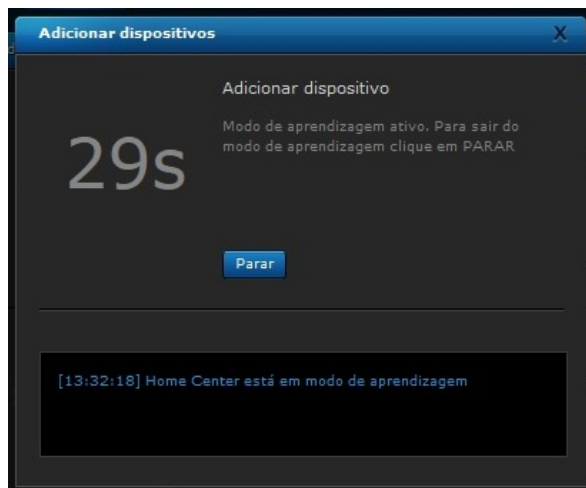 Adicionar dispositivos
X
Adicionar dispositivo
29s
Modo de aprendizagem ativo. Para sair do
modo de aprendizagem clique em PARAR
Parar
[13:32:18] Home Center está em modo de aprendizagem